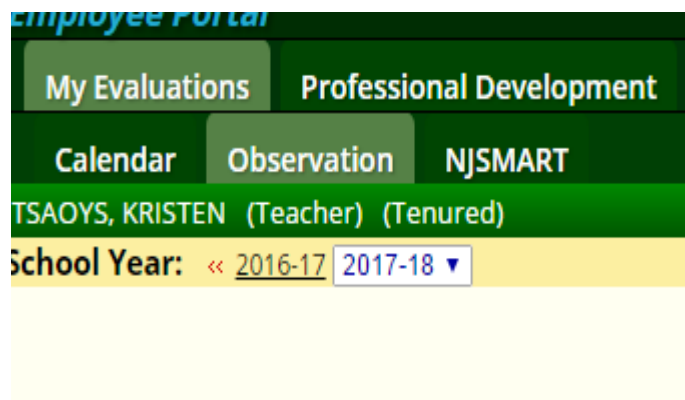 Employee Portal
My Evaluations Professional Development
Calendar Observation NJSMART
TSAOYS, KRISTEN (Teacher) (Tenured)
School Year: « 2016-17 2017-18 ▼